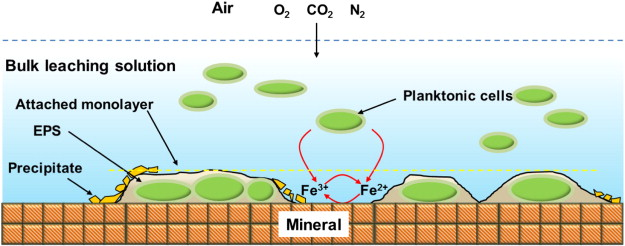 Air O₂ CO₂ N₂
Bulk leaching solution
Attached monolayer
Planktonic cells
EPS
Precipitate
Fe³⁺ Fe²⁺
Mineral